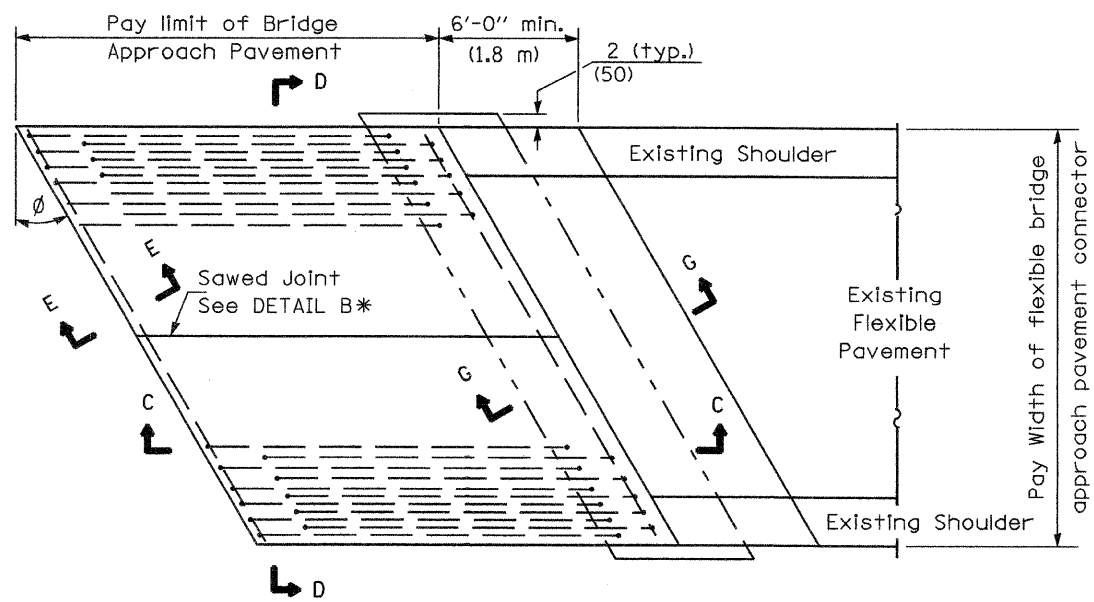 Pay limit of Bridge
Approach Pavement
6'-0" min.
(1.8 m)
2 (typ.)
(50)
D
Existing Shoulder
ø
E
E
Sawed Joint
See DETAIL B*
G
G
C
C
Existing
Flexible
Pavement
Existing Shoulder
D
Pay Width of flexible bridge
approach pavement connector